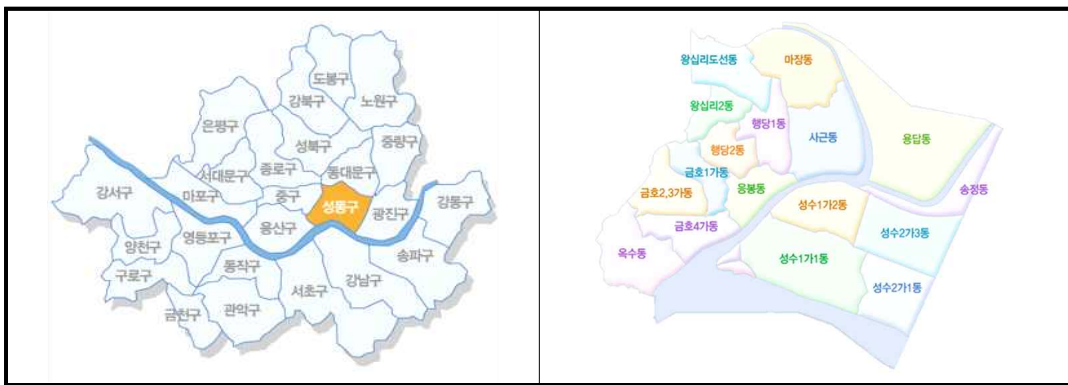 도봉구
강북구
노원구
은평구
중랑구
성북구
서대문구
종로구
동대문구
강서구
마포구
중구
성동구
광진구
강동구
용산구
양천구
영등포구
송파구
동작구
강남구
구로구
서초구
금천구
관악구
왕십리도선동
마장동
왕십리2동
행당1동
사근동
용답동
행당2동
금호1가동
금호2,3가동
응봉동
송정동
성수1가2동
금호4가동
성수2가3동
옥수동
성수1가1동
성수2가1동